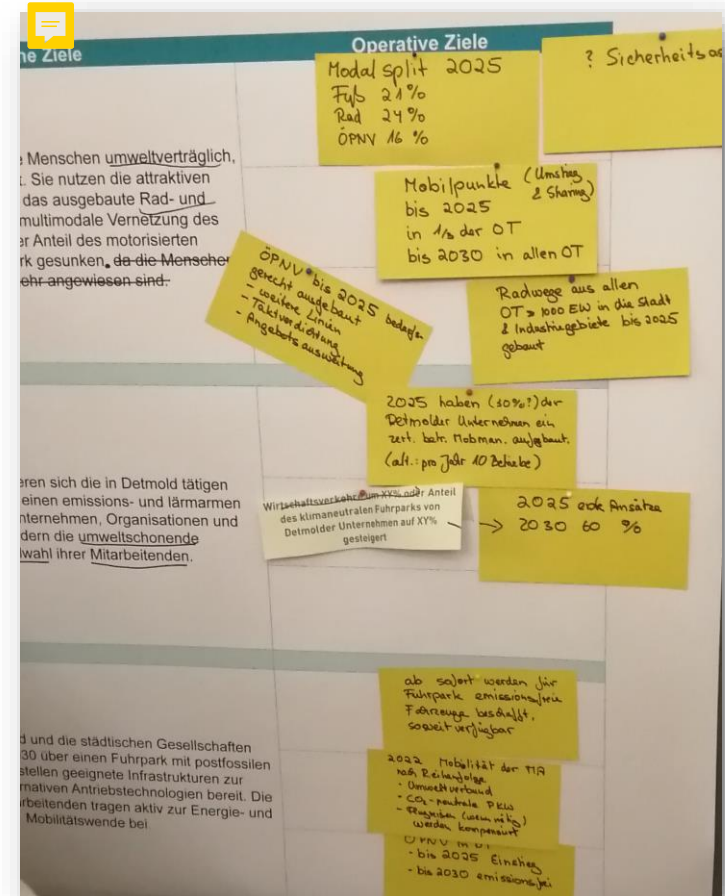 he Ziele
Operative Ziele
Modal split 2025
Fuß 21%
Rad 24%
ÖPNV 16 %
? Sicherheits
Menschen umweltverträglich,
t. Sie nutzen die attraktiven
das ausgebaute Rad- und
multimodale Vernetzung des
er Anteil des motorisierten
rk gesunken, da die Menschen
ehr angewiesen sind.
Mobilpunkte (Umstieg
& Sharing)
bis 2025
in 1/3 der OT
bis 2030 in allen OT
ÖPNV bis 2025 bedarfs
gerecht ausgebaut
- weitere Linien
- Taktverdichtung
- Angebotsausweitung
Radwege aus allen
OT > 1000 EW in die Stadt
& Industriegebiete bis 2025
gebaut
2025 haben (10%?) der
Detmolder Unternehmen ein
zert. betr. Mobman. aufgebaut.
(alt.: pro Jahr 10 Betriebe)
eren sich die in Detmold tätigen
einen emissions- und lärmarmen
nternehmen, Organisationen und
dern die umweltschonende
lwahl ihrer Mitarbeitenden.
Wirtschaftsverkehre um XY% oder Anteil
des klimaneutralen Fuhrparks von
Detmolder Unternehmen auf XY%
gesteigert
2025 erste Ansätze
→ 2030 60 %
ab sofort werden für
Fuhrpark emissionsfreie
Fahrzeuge beschafft,
soweit verfügbar
d und die städtischen Gesellschaften
30 über einen Fuhrpark mit postfossilen
stellen geeignete Infrastrukturen zur
rnativen Antriebstechnologien bereit. Die
rbeitenden tragen aktiv zur Energie- und
Mobilitätswende bei
2022 Mobilität der MA
nach Reihenfolge
- Umweltverbund
- CO₂-neutrale PKW
- Flugreisen (wenn nötig)
werden kompensiert
ÖPNV in DT
- bis 2025 Einstieg
- bis 2030 emissionsfrei